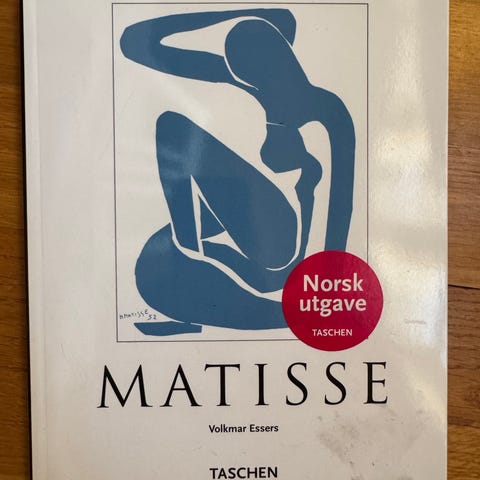 H MATISSE
52
Norsk
utgave
TASCHEN
MATISSE
Volkmar Essers
TASCHEN